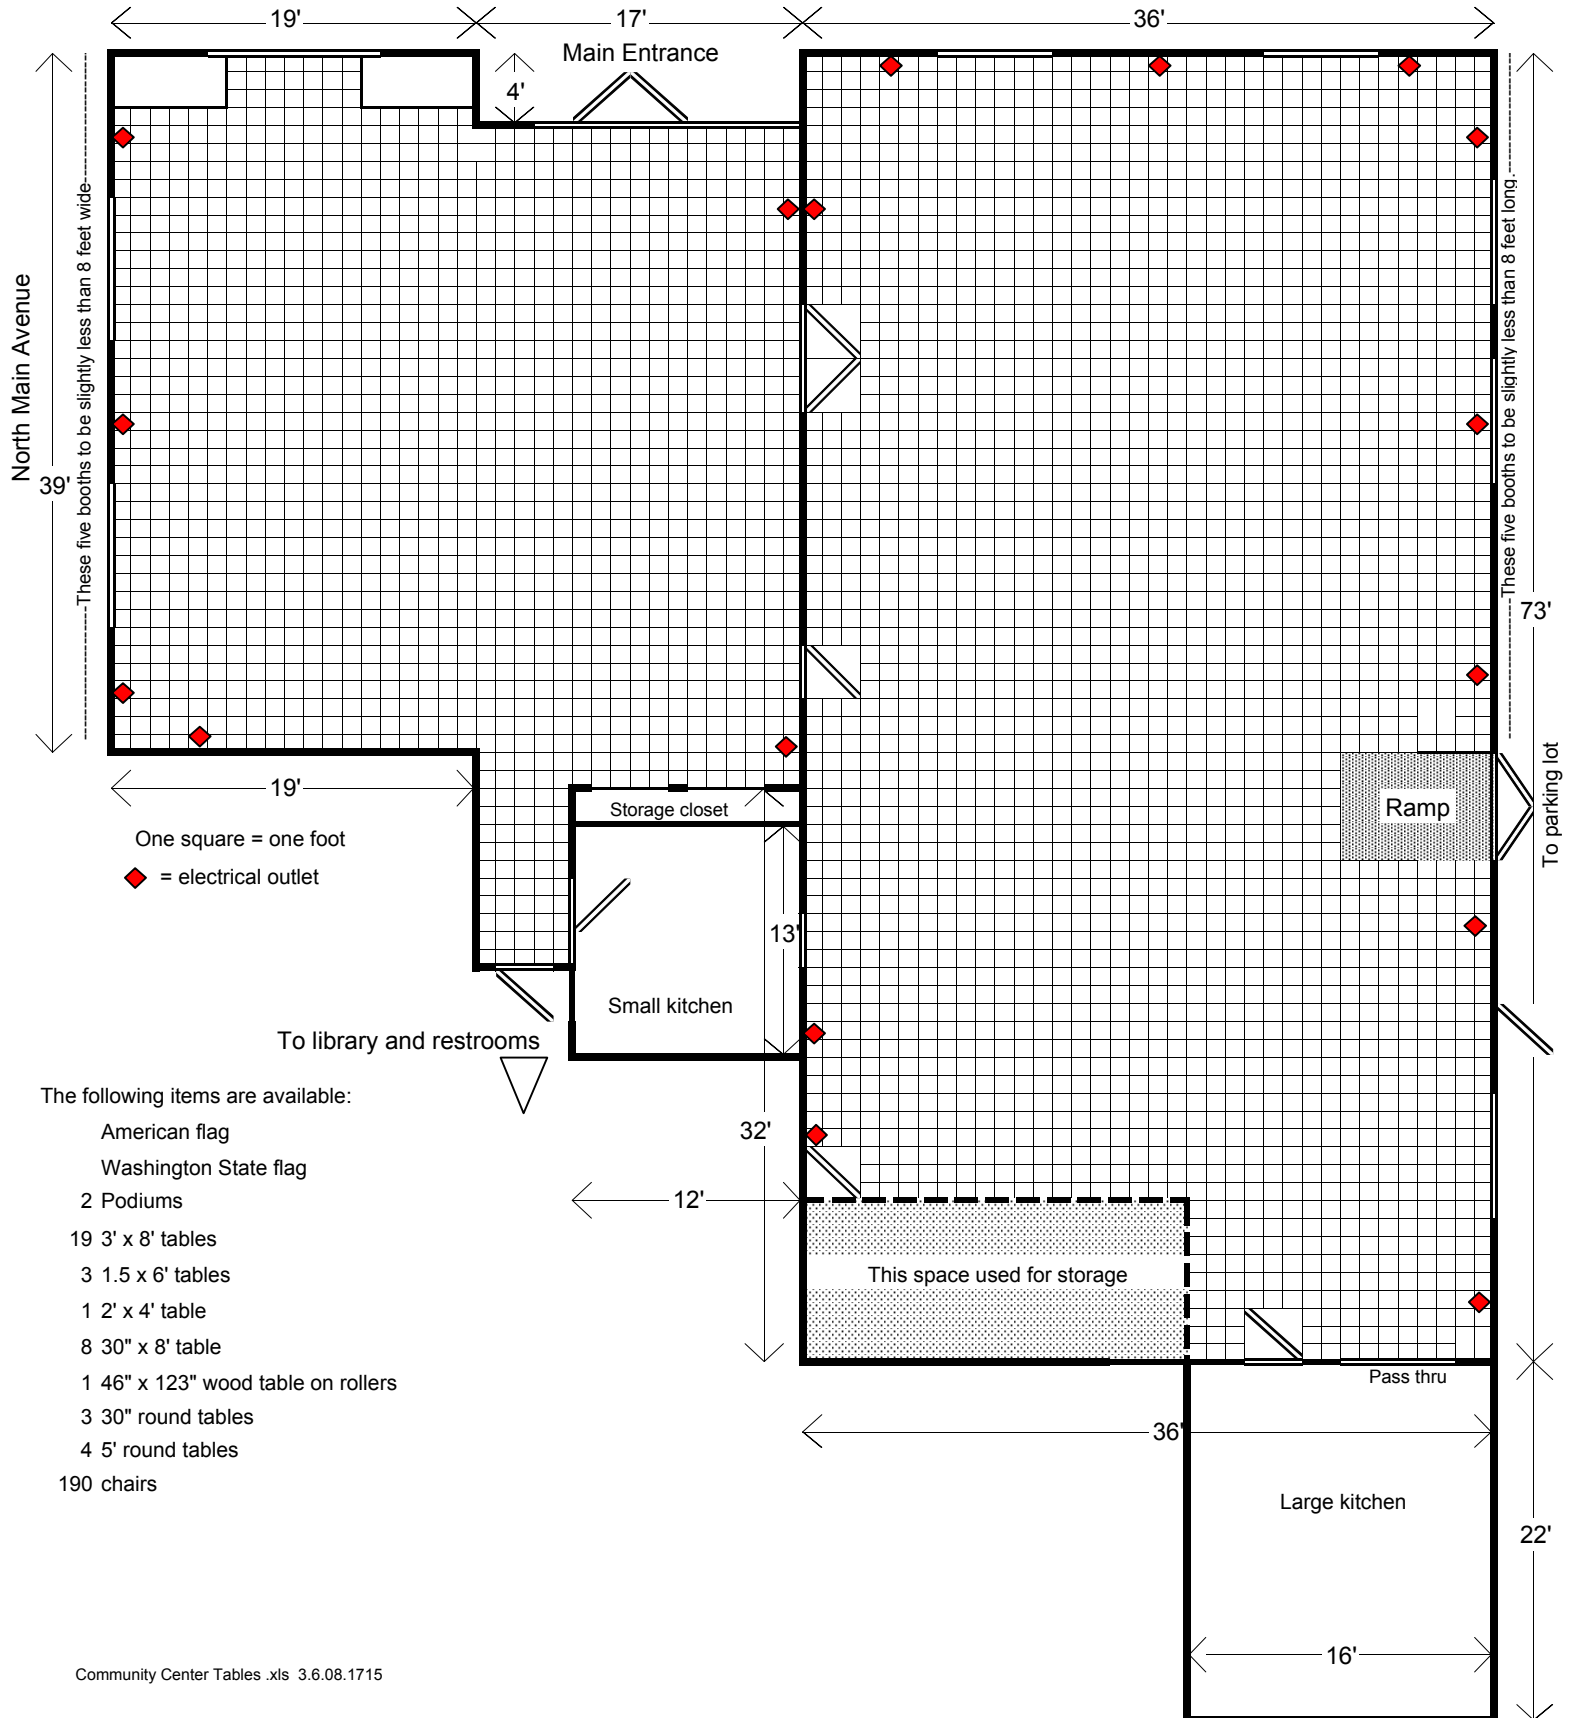 19'
17'
36'
Main Entrance
4'
North Main Avenue
39'
These five booths to be slightly less than 8 feet wide
These five booths to be slightly less than 8 feet long.
73'
19'
Storage closet
Ramp
To parking lot
One square = one foot
= electrical outlet
13'
Small kitchen
To library and restrooms
The following items are available:
American flag
Washington State flag
2 Podiums
19 3' x 8' tables
3 1.5 x 6' tables
1 2' x 4' table
8 30" x 8' table
1 46" x 123" wood table on rollers
3 30" round tables
4 5' round tables
190 chairs
32'
12'
This space used for storage
Pass thru
36'
Large kitchen
22'
16'
Community Center Tables .xls 3.6.08.1715